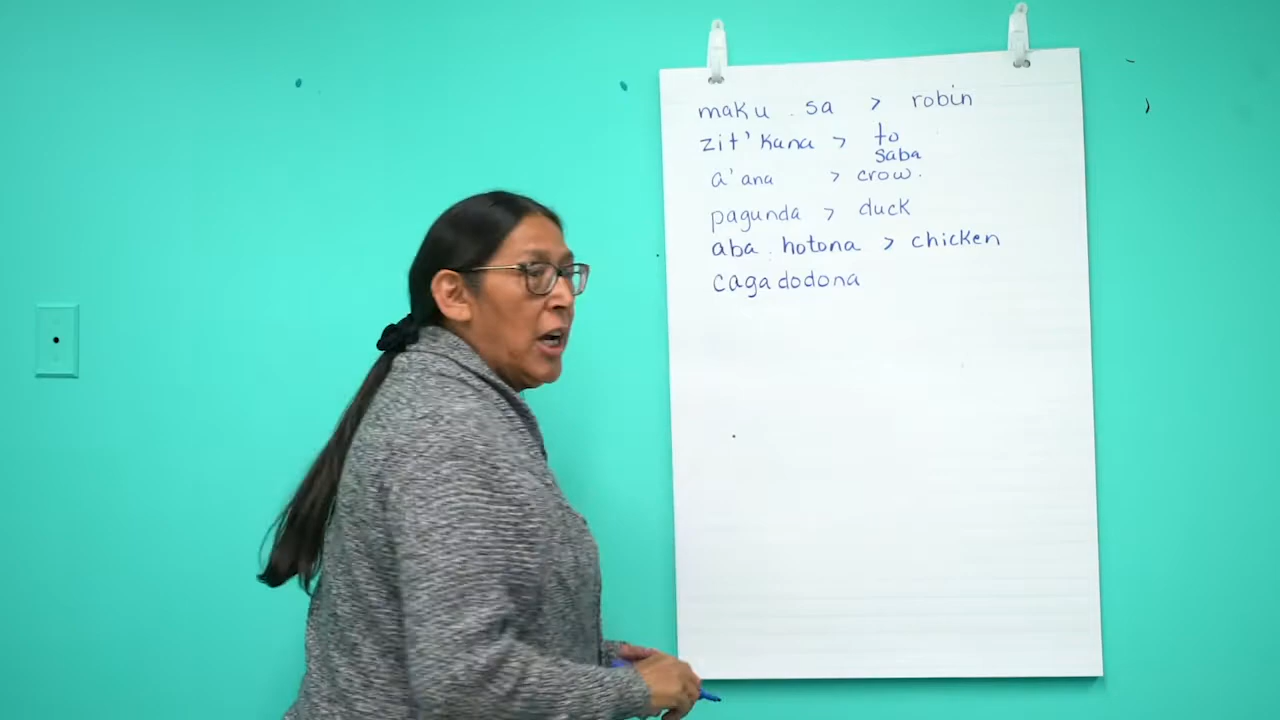 maku . sa > robin
zit' kana > to
saba
a' ana > crow.
pagunda > duck
aba . hotona > chicken
cagadodona